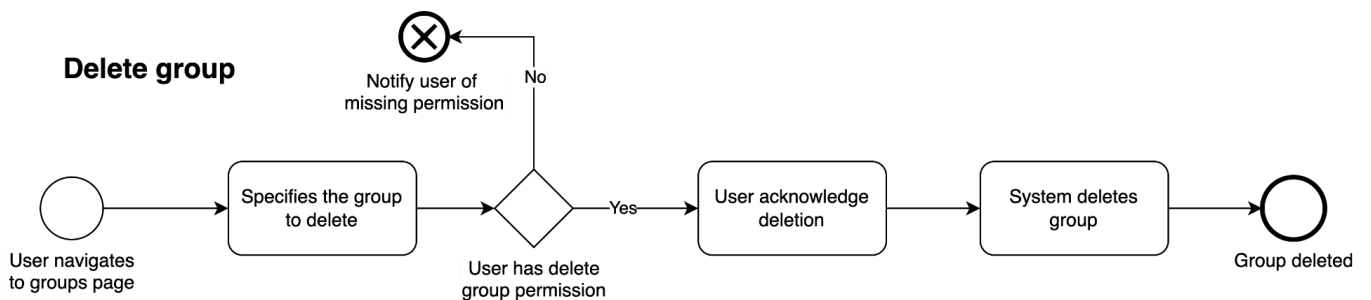 Delete group
Notify user of
missing permission
No
User navigates
to groups page
Specifies the group
to delete
User has delete
group permission
Yes
User acknowledge
deletion
System deletes
group
Group deleted